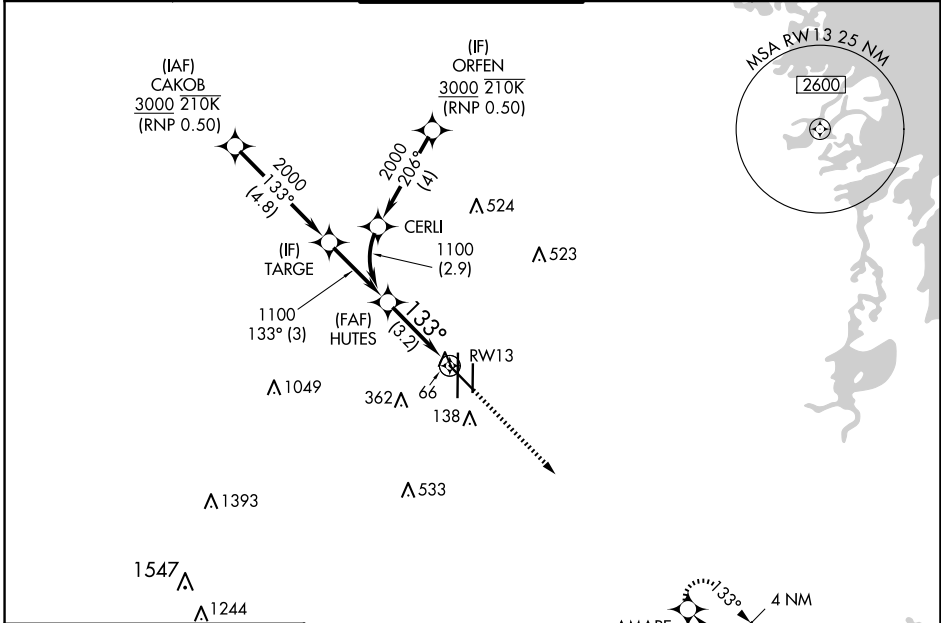 MSA RW13 25 NM
2600
(IAF)
CAKOB
3000 210K
(RNP 0.50)
(IF)
ORFEN
3000 210K
(RNP 0.50)
2000
133°
(4.8)
2000
206°
(4)
524
CERLI
523
(IF)
TARGE
1100
(2.9)
1100
133° (3)
(FAF)
HUTES
133°
(3.2)
RW13
1049
362
66
138
1393
533
1547
1244
133°
4 NM